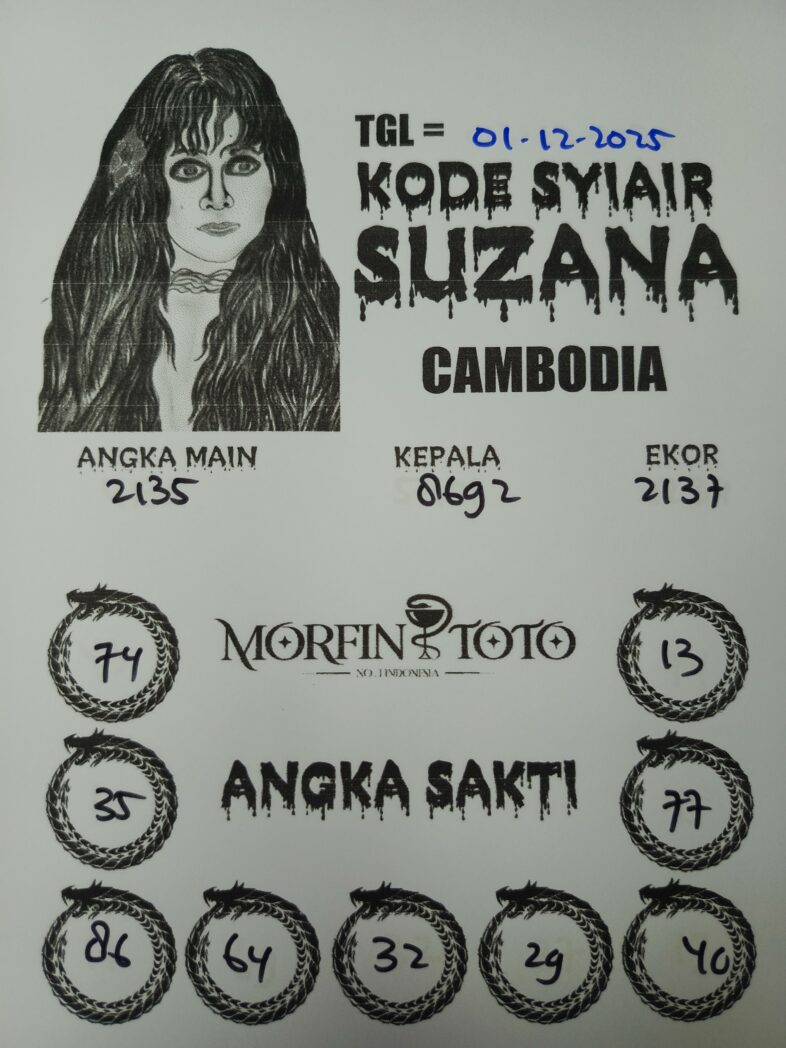 TGL = 01-12-2025
KODE SYIAIR
SUZANA
CAMBODIA
ANGKA MAIN KEPALA EKOR
2135 8692 2137
MORFIN TOTO
NO.1 INDONESIA
74 13
ANGKA SAKTI
35 77
86 64 32 29 40